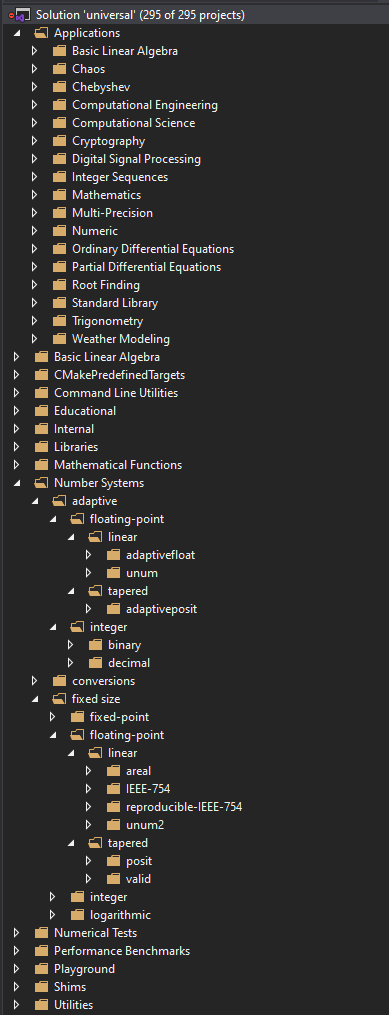 Solution 'universal' (295 of 295 projects)
Applications
Basic Linear Algebra
Chaos
Chebyshev
Computational Engineering
Computational Science
Cryptography
Digital Signal Processing
Integer Sequences
Mathematics
Multi-Precision
Numeric
Ordinary Differential Equations
Partial Differential Equations
Root Finding
Standard Library
Trigonometry
Weather Modeling
Basic Linear Algebra
CMakePredefinedTargets
Command Line Utilities
Educational
Internal
Libraries
Mathematical Functions
Number Systems
adaptive
floating-point
linear
adaptivefloat
unum
tapered
adaptiveposit
integer
binary
decimal
conversions
fixed size
fixed-point
floating-point
linear
areal
IEEE-754
reproducible-IEEE-754
unum2
tapered
posit
valid
integer
logarithmic
Numerical Tests
Performance Benchmarks
Playground
Shims
Utilities